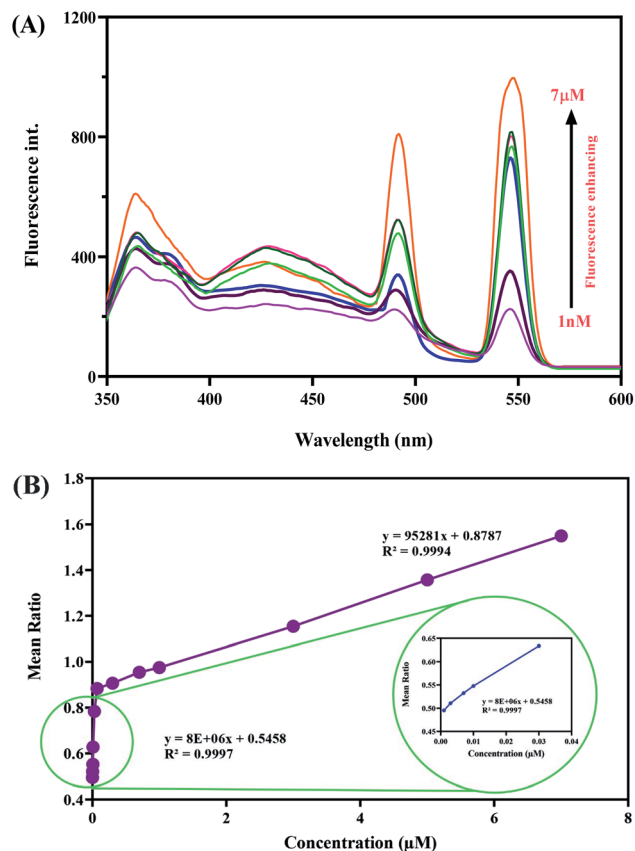 (A)
1200
800
400
0
Fluorescence int.
350
400
450
500
550
600
Wavelength (nm)
7µM
Fluorescence enhancing
1nM
(B)
1.8
1.6
1.4
1.2
1.0
0.8
0.6
0.4
Mean Ratio
y = 95281x + 0.8787
R² = 0.9994
y = 8E+06x + 0.5458
R² = 0.9997
0.65
0.60
0.55
0.50
0.45
Mean Ratio
y = 8E+06x + 0.5458
R² = 0.9997
0.00
0.01
0.02
0.03
0.04
Concentration (µM)
0
2
4
6
8
Concentration (µM)